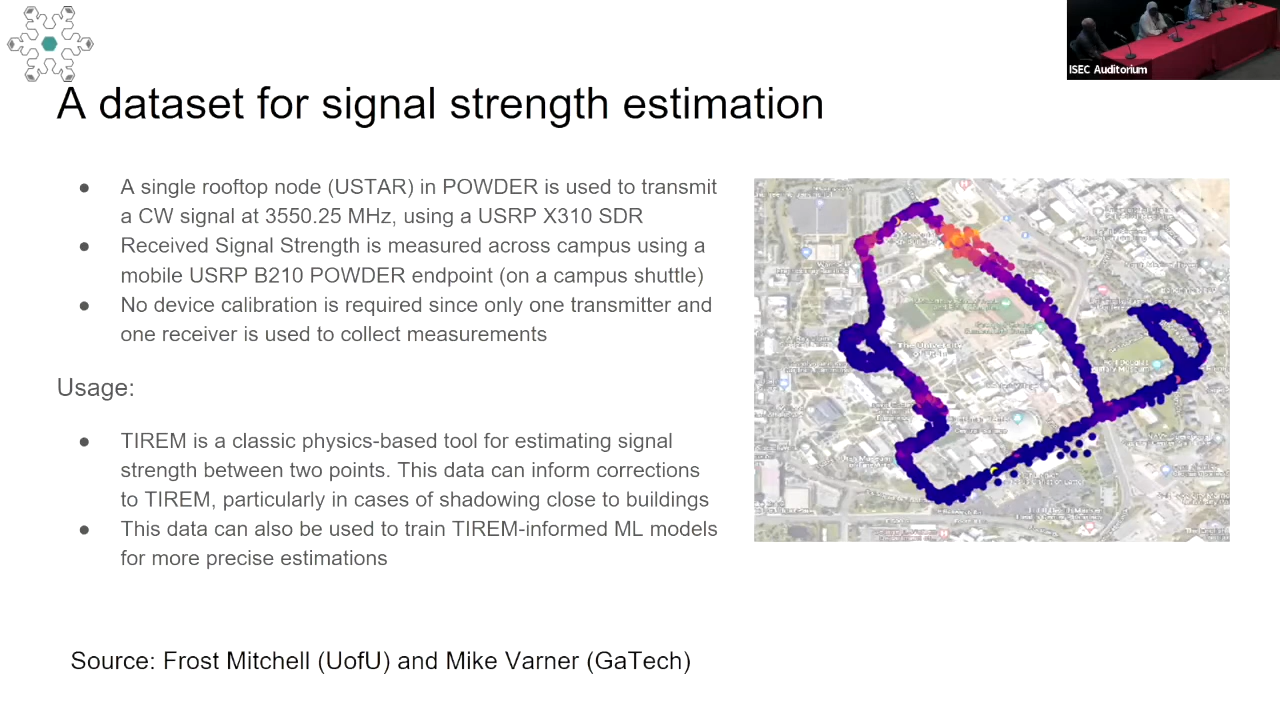 ISEC Auditorium
A dataset for signal strength estimation
● A single rooftop node (USTAR) in POWDER is used to transmit
a CW signal at 3550.25 MHz, using a USRP X310 SDR
● Received Signal Strength is measured across campus using a
mobile USRP B210 POWDER endpoint (on a campus shuttle)
● No device calibration is required since only one transmitter and
one receiver is used to collect measurements
Usage:
● TIREM is a classic physics-based tool for estimating signal
strength between two points. This data can inform corrections
to TIREM, particularly in cases of shadowing close to buildings
● This data can also be used to train TIREM-informed ML models
for more precise estimations
The University
Source: Frost Mitchell (UofU) and Mike Varner (GaTech)